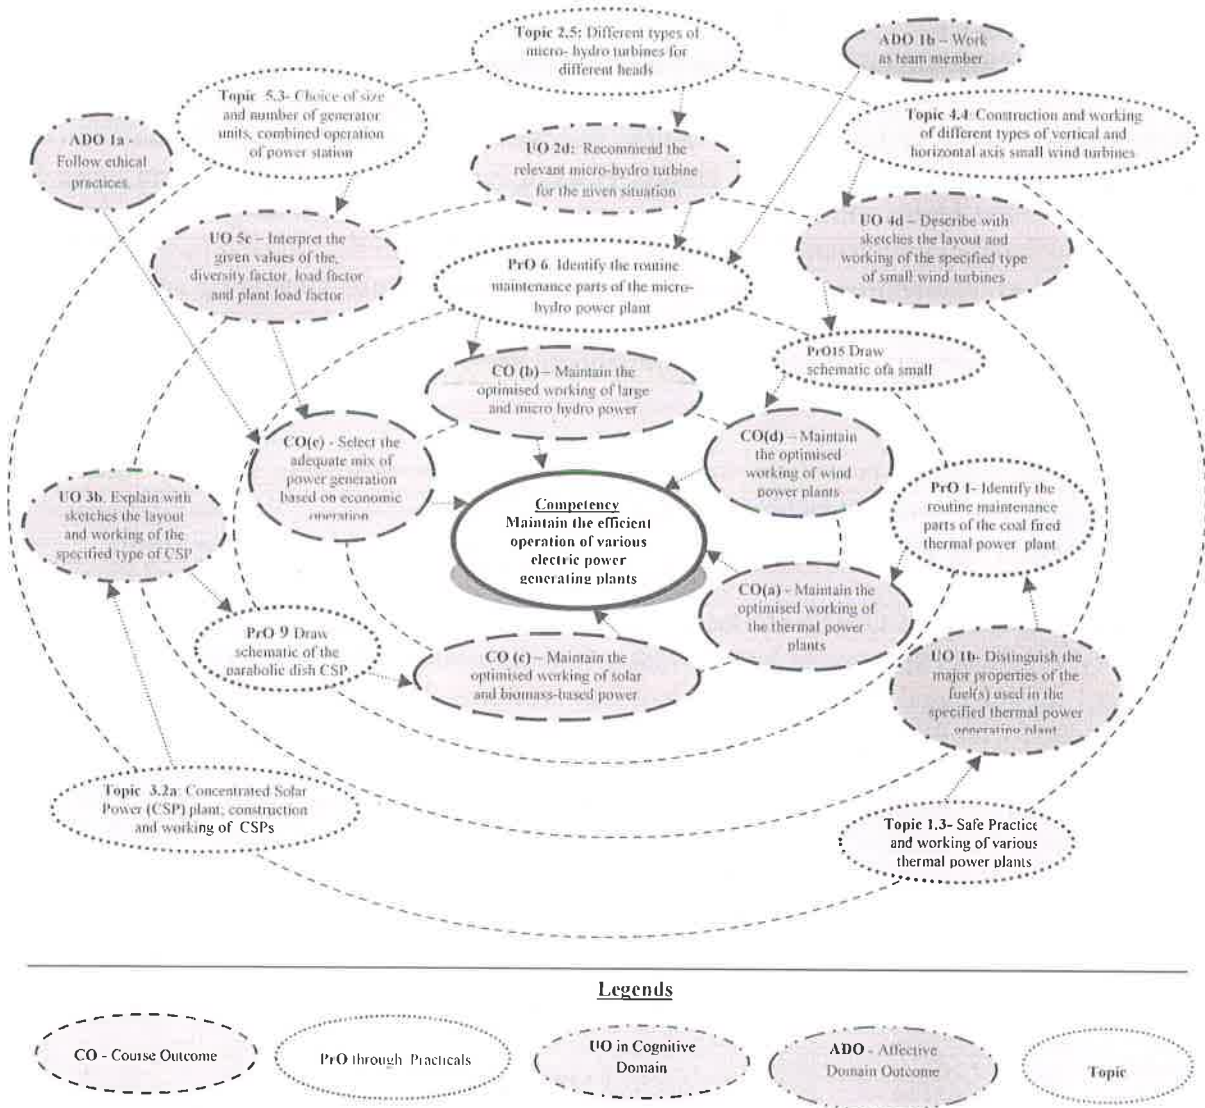 Topic 2.5: Different types of
micro- hydro turbines for
different heads
ADO 1b – Work
as team member.
Topic 5.3- Choice of size
and number of generator
units, combined operation
of power station
Topic 4.4: Construction and working
of different types of vertical and
horizontal axis small wind turbines
ADO 1a -
Follow ethical
practices.
UO 2d: Recommend the
relevant micro-hydro turbine
for the given situation
UO 5c – Interpret the
given values of the,
diversity factor, load factor
and plant load factor
UO 4d – Describe with
sketches the layout and
working of the specified type
of small wind turbines
PrO 6. Identify the routine
maintenance parts of the micro-
hydro power plant
PrO15 Draw
schematic ofa small
CO (b) – Maintain the
optimised working of large
and micro hydro power
CO(e) - Select the
adequate mix of
power generation
based on economic
operation
CO(d) – Maintain
the optimised
working of wind
power plants
UO 3b. Explain with
sketches the layout
and working of the
specified type of CSP
PrO 1- Identify the
routine maintenance
parts of the coal fired
thermal power plant
Competency
Maintain the efficient
operation of various
electric power
generating plants
CO(a) - Maintain the
optimised working of
the thermal power
plants
PrO 9 Draw
schematic of the
parabolic dish CSP
CO (c) – Maintain the
optimised working of solar
and biomass-based power
UO 1b- Distinguish the
major properties of the
fuel(s) used in the
specified thermal power
generating plant
Topic 3.2a: Concentrated Solar
Power (CSP) plant, construction
and working of CSPs
Topic 1.3- Safe Practice
and working of various
thermal power plants
Legends
CO - Course Outcome
PrO through Practicals
UO in Cognitive
Domain
ADO - Affective
Domain Outcome
Topic